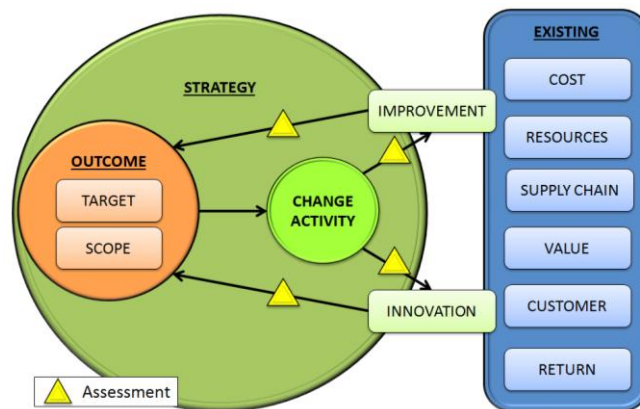 STRATEGY
OUTCOME
TARGET
SCOPE
CHANGE
ACTIVITY
IMPROVEMENT
INNOVATION
EXISTING
COST
RESOURCES
SUPPLY CHAIN
VALUE
CUSTOMER
RETURN
Assessment